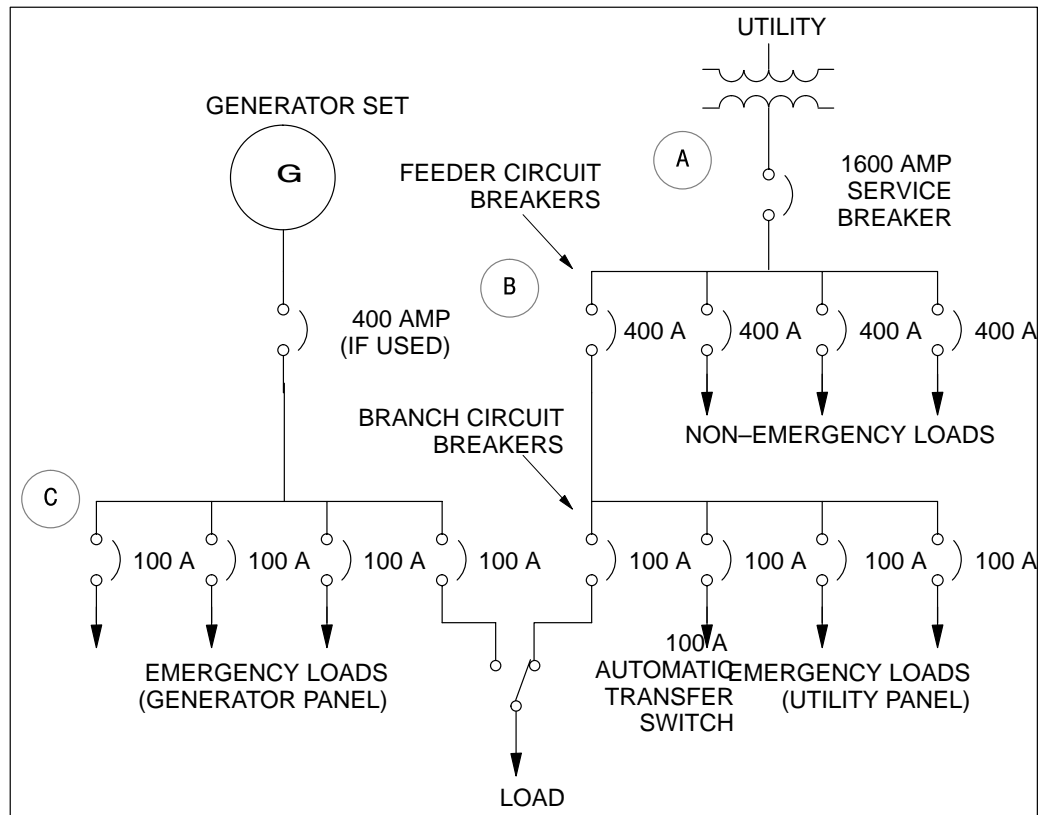 UTILITY
GENERATOR SET
G
A
FEEDER CIRCUIT
BREAKERS
1600 AMP
SERVICE
BREAKER
B
400 AMP
(IF USED)
400 A
400 A
400 A
400 A
NON–EMERGENCY LOADS
BRANCH CIRCUIT
BREAKERS
C
100 A
100 A
100 A
100 A
100 A
100 A
100 A
100 A
EMERGENCY LOADS
(GENERATOR PANEL)
100 A
AUTOMATIC
TRANSFER
SWITCH
EMERGENCY LOADS
(UTILITY PANEL)
LOAD